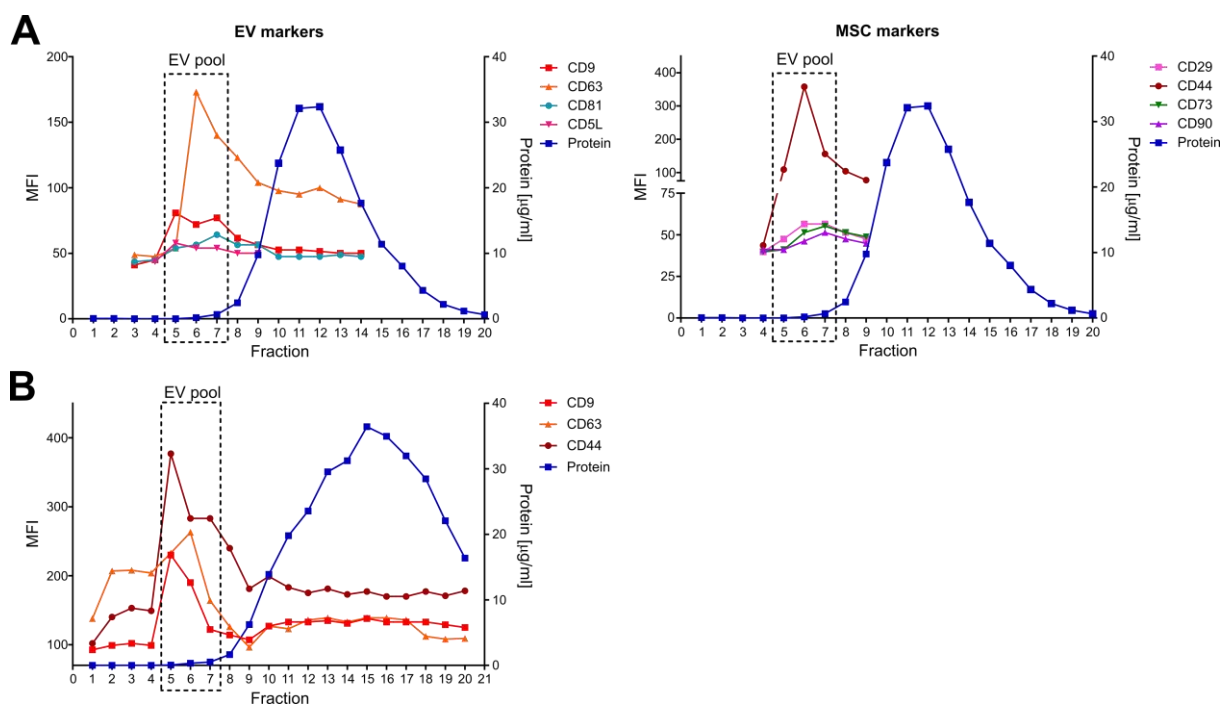 A
EV markers
EV pool
200
150
100
50
0
MFI
40
30
20
10
0
Protein [µg/ml]
0 1 2 3 4 5 6 7 8 9 10 11 12 13 14 15 16 17 18 19 20
Fraction
CD9
CD63
CD81
CD5L
Protein
MSC markers
EV pool
400
300
200
100
75
50
25
0
MFI
40
30
20
10
0
Protein [µg/ml]
0 1 2 3 4 5 6 7 8 9 10 11 12 13 14 15 16 17 18 19 20
Fraction
CD29
CD44
CD73
CD90
Protein
B
EV pool
400
300
200
100
MFI
40
30
20
10
0
Protein [µg/ml]
0 1 2 3 4 5 6 7 8 9 10 11 12 13 14 15 16 17 18 19 20 21
Fraction
CD9
CD63
CD44
Protein